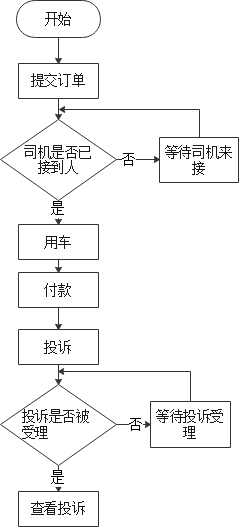 开始
提交订单
司机是否已
接到人
否
等待司机来
接
是
用车
付款
投诉
投诉是否被
受理
否
等待投诉受
理
是
查看投诉